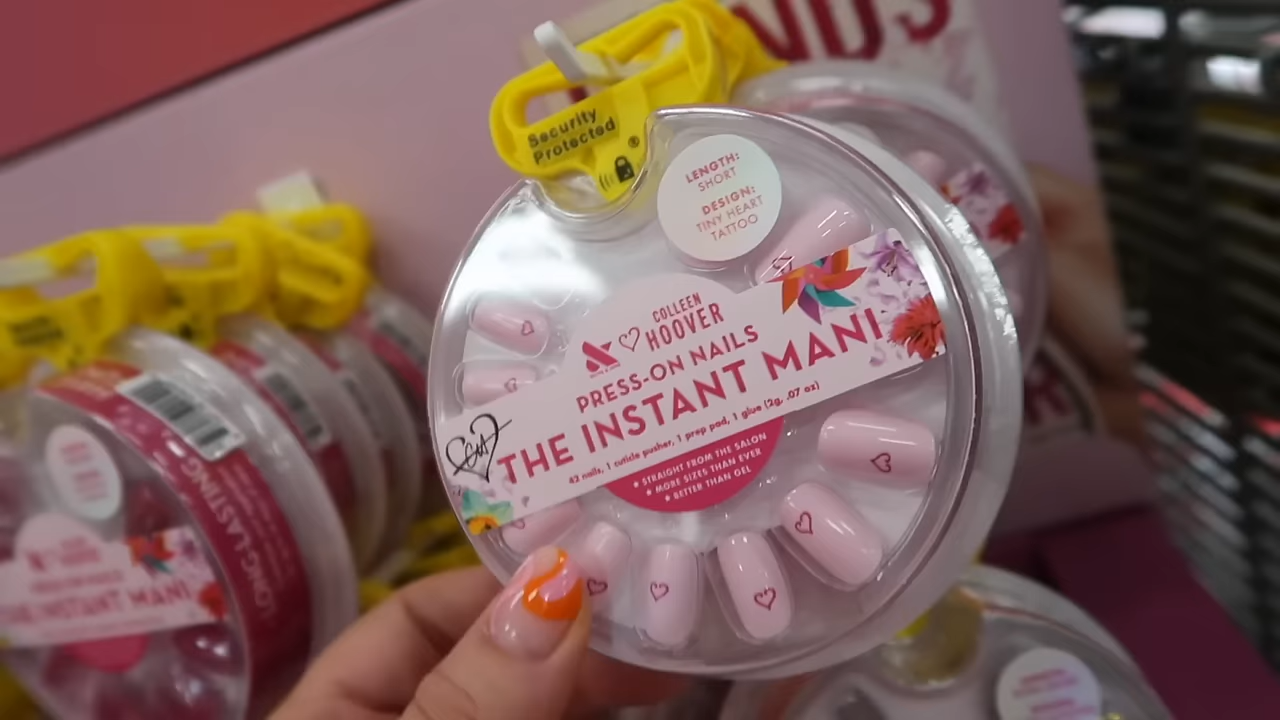 NDS
Security
Protected
®
LENGTH:
SHORT
DESIGN:
TINY HEART
TATTOO
COLLEEN
HOOVER
PRESS-ON NAILS
THE INSTANT MANI
42 nails, 1 cuticle pusher, 1 prep pad, 1 glue (2g, .07 oz)
★ STRAIGHT FROM THE SALON
★ MORE SIZES THAN EVER
★ BETTER THAN GEL
LONG-LASTING
THE INSTANT MANI